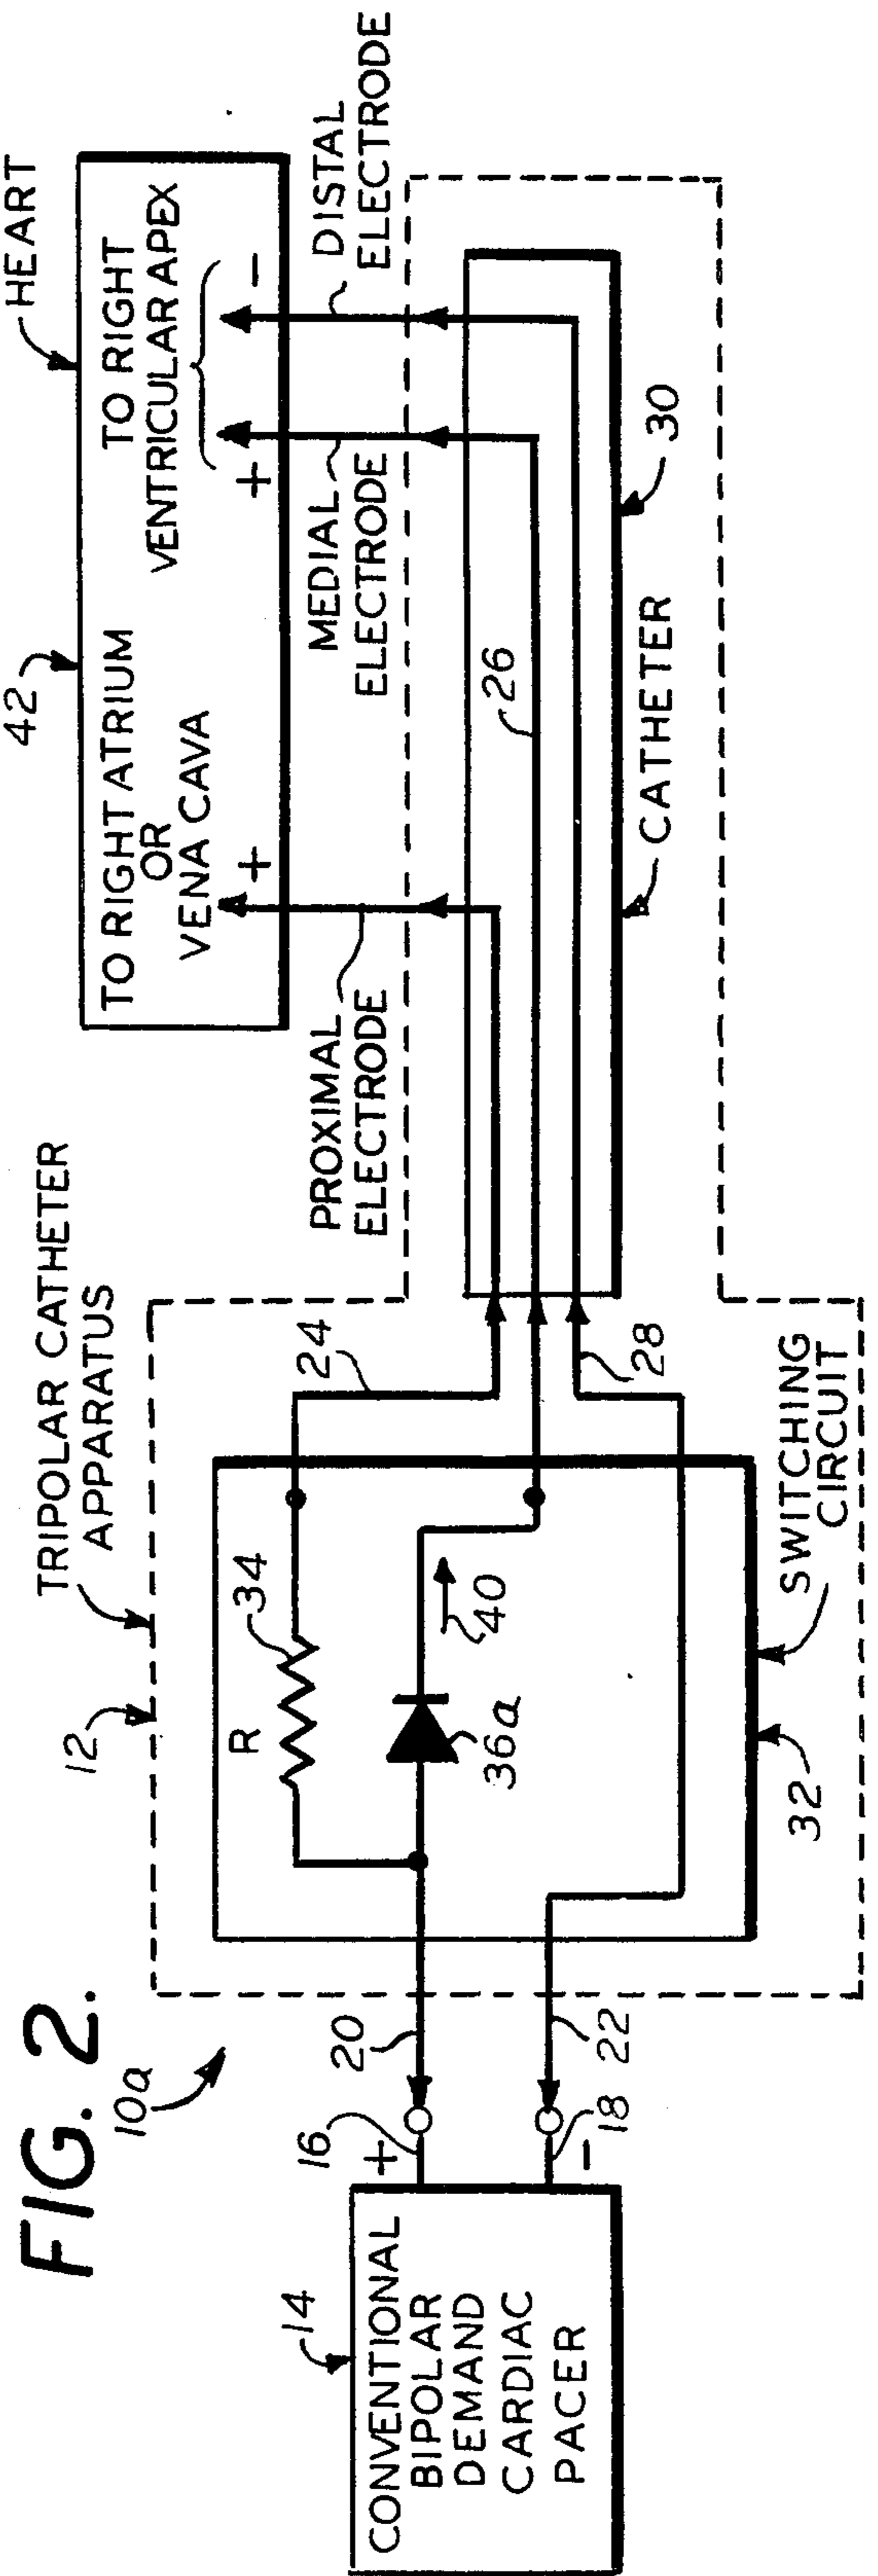 FIG. 2.
10a
12
TRIPOLAR CATHETER
APPARATUS
42
HEART
TO RIGHT ATRIUM
OR
VENA CAVA
+
TO RIGHT
VENTRICULAR APEX
+
-
PROXIMAL
ELECTRODE
MEDIAL
ELECTRODE
DISTAL
ELECTRODE
14
CONVENTIONAL
BIPOLAR
DEMAND
CARDIAC
PACER
16
+
20
18
-
22
R
34
36a
40
24
28
26
30
CATHETER
32
SWITCHING
CIRCUIT